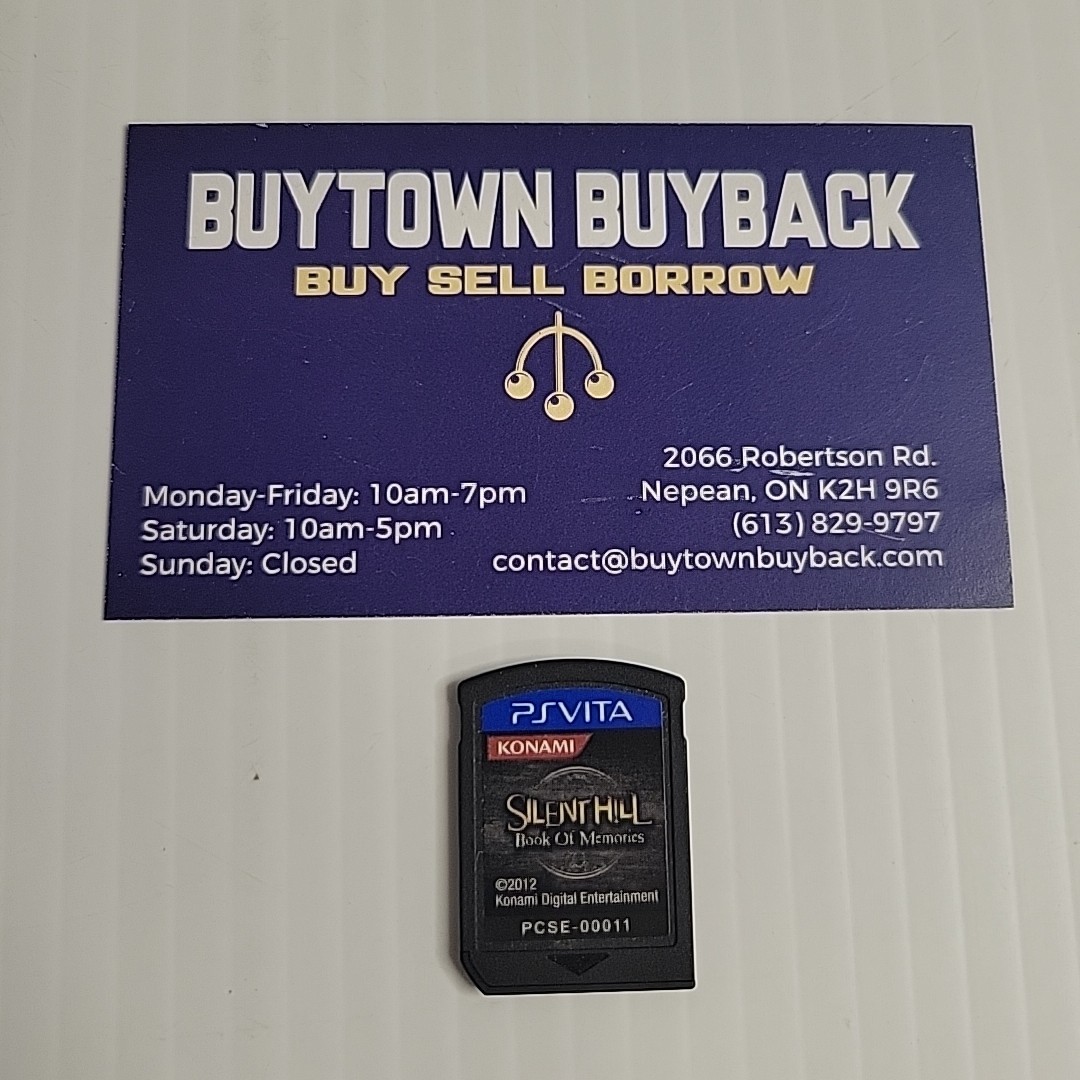 BUYTOWN BUYBACK
BUY SELL BORROW
Monday-Friday: 10am-7pm
Saturday: 10am-5pm
Sunday: Closed
2066 Robertson Rd.
Nepean, ON K2H 9R6
(613) 829-9797
contact@buytownbuyback.com
PSVITA
KONAMI
SILENT HILL
Book Of Memories
©2012
Konami Digital Entertainment
PCSE-00011